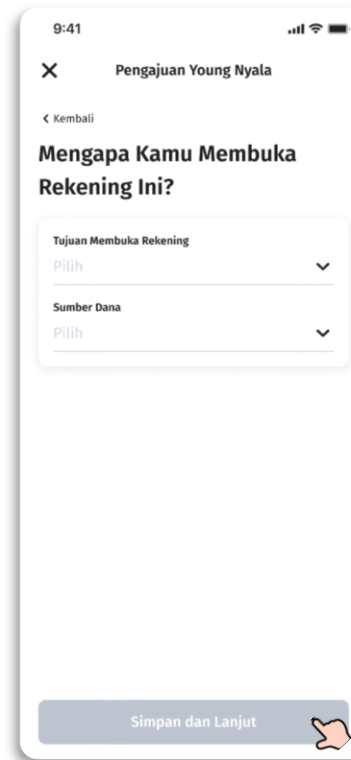 9:41
Pengajuan Young Nyala
Kembali
Mengapa Kamu Membuka
Rekening Ini?
Tujuan Membuka Rekening
Pilih
Sumber Dana
Pilih
Simpan dan Lanjut